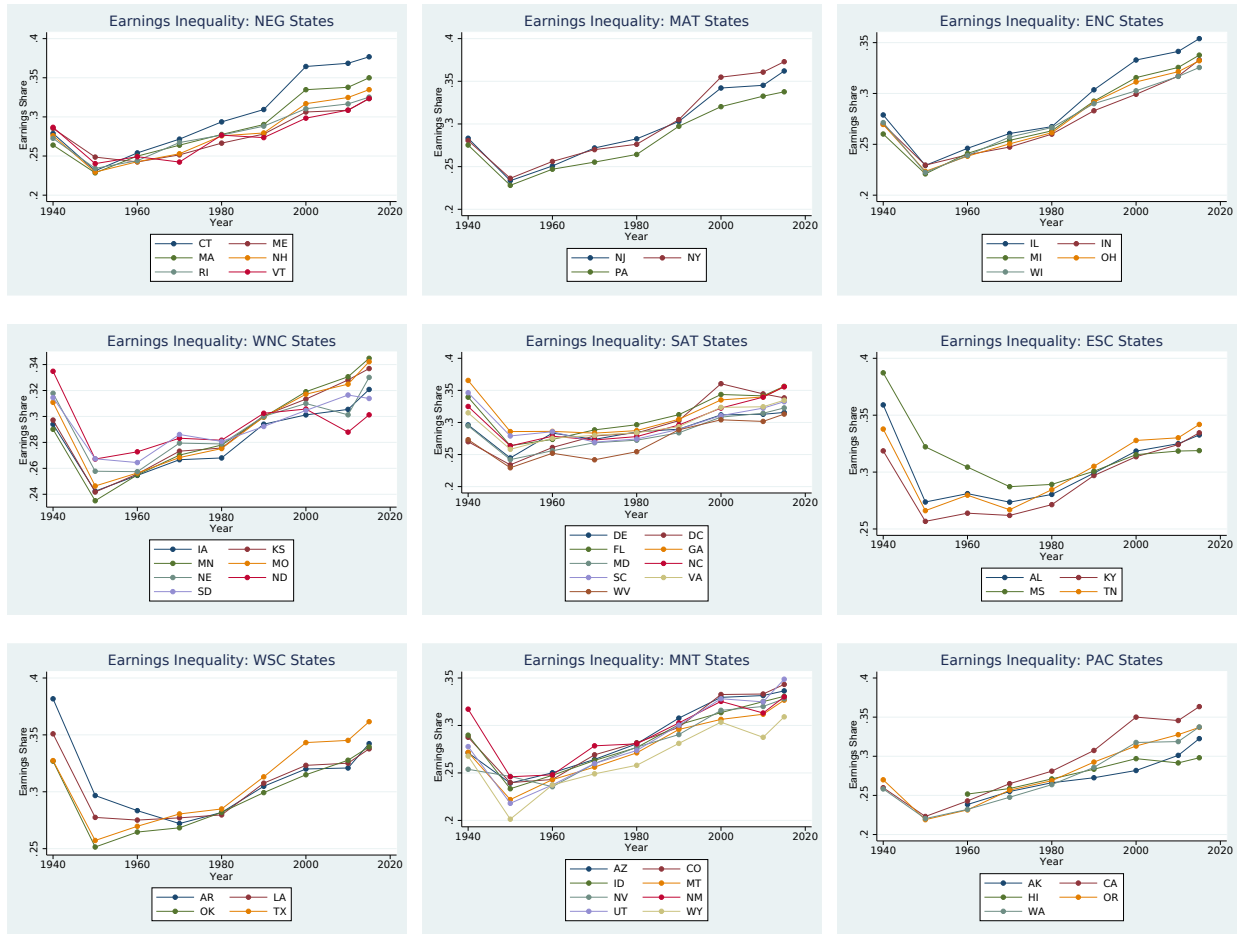 Earnings Inequality: NEG States
Earnings Share
.4
.35
.3
.25
.2
1940 1960 1980 2000 2020
Year
CT ME
MA NH
RI VT
Earnings Inequality: MAT States
Earnings Share
.4
.35
.3
.25
.2
1940 1960 1980 2000 2020
Year
NJ NY
PA
Earnings Inequality: ENC States
Earnings Share
.35
.3
.25
.2
1940 1960 1980 2000 2020
Year
IL IN
MI OH
WI
Earnings Inequality: WNC States
Earnings Share
.34
.32
.3
.28
.26
.24
1940 1960 1980 2000 2020
Year
IA KS
MN MO
NE ND
SD
Earnings Inequality: SAT States
Earnings Share
.4
.35
.3
.25
.2
1940 1960 1980 2000 2020
Year
DE DC
FL GA
MD NC
SC VA
WV
Earnings Inequality: ESC States
Earnings Share
.4
.35
.3
.25
1940 1960 1980 2000 2020
Year
AL KY
MS TN
Earnings Inequality: WSC States
Earnings Share
.4
.35
.3
.25
1940 1960 1980 2000 2020
Year
AR LA
OK TX
Earnings Inequality: MNT States
Earnings Share
.35
.3
.25
.2
1940 1960 1980 2000 2020
Year
AZ CO
ID MT
NV NM
UT WY
Earnings Inequality: PAC States
Earnings Share
.4
.35
.3
.25
.2
1940 1960 1980 2000 2020
Year
AK CA
HI OR
WA